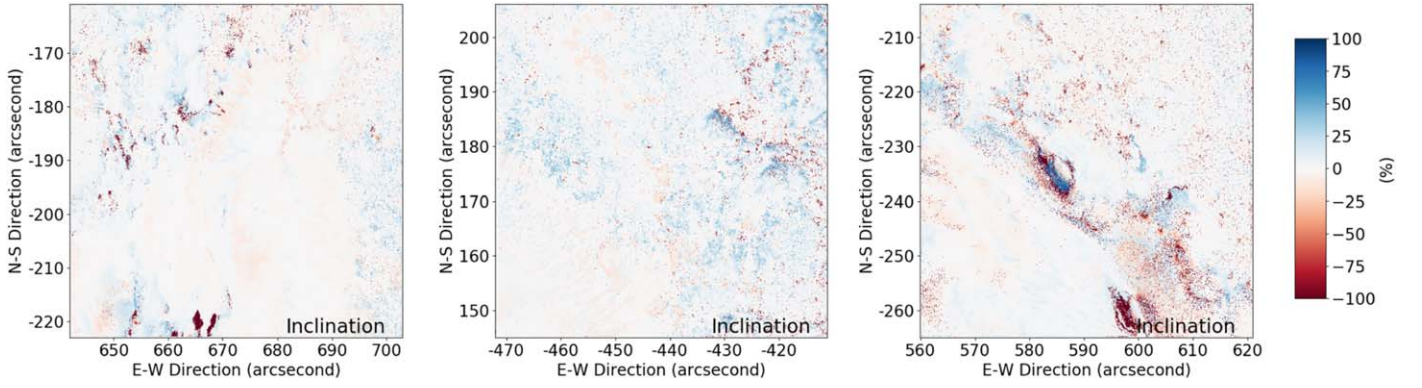 -170
-180
-190
-200
-210
-220
N-S Direction (arcsecond)
650 660 670 680 690 700
E-W Direction (arcsecond)
Inclination
200
190
180
170
160
150
N-S Direction (arcsecond)
-470 -460 -450 -440 -430 -420
E-W Direction (arcsecond)
Inclination
-210
-220
-230
-240
-250
-260
N-S Direction (arcsecond)
560 570 580 590 600 610 620
E-W Direction (arcsecond)
Inclination
100
75
50
25
0
−25
−50
−75
−100
(%)